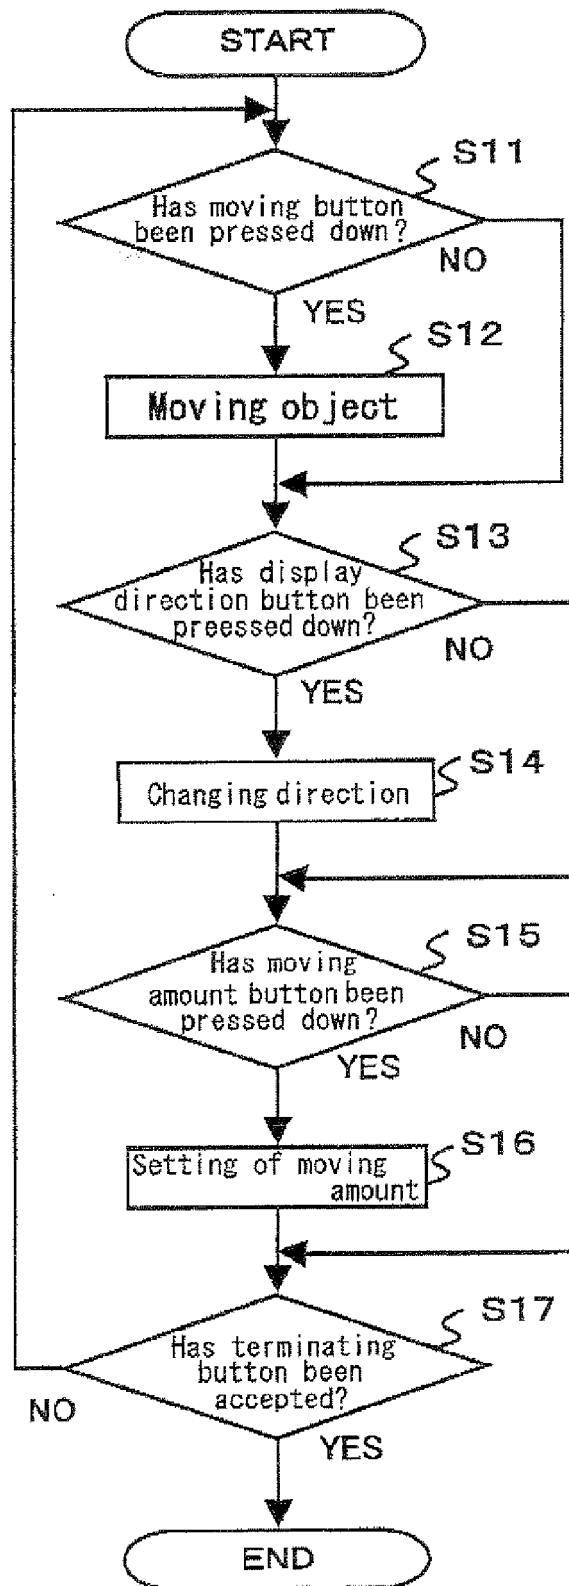 START
S11
Has moving button
been pressed down?
NO
YES
S12
Moving object
S13
Has display
direction button been
preessed down?
NO
YES
S14
Changing direction
S15
Has moving
amount button been
pressed down?
NO
YES
S16
Setting of moving
amount
S17
Has terminating
button been
accepted?
NO
YES
END